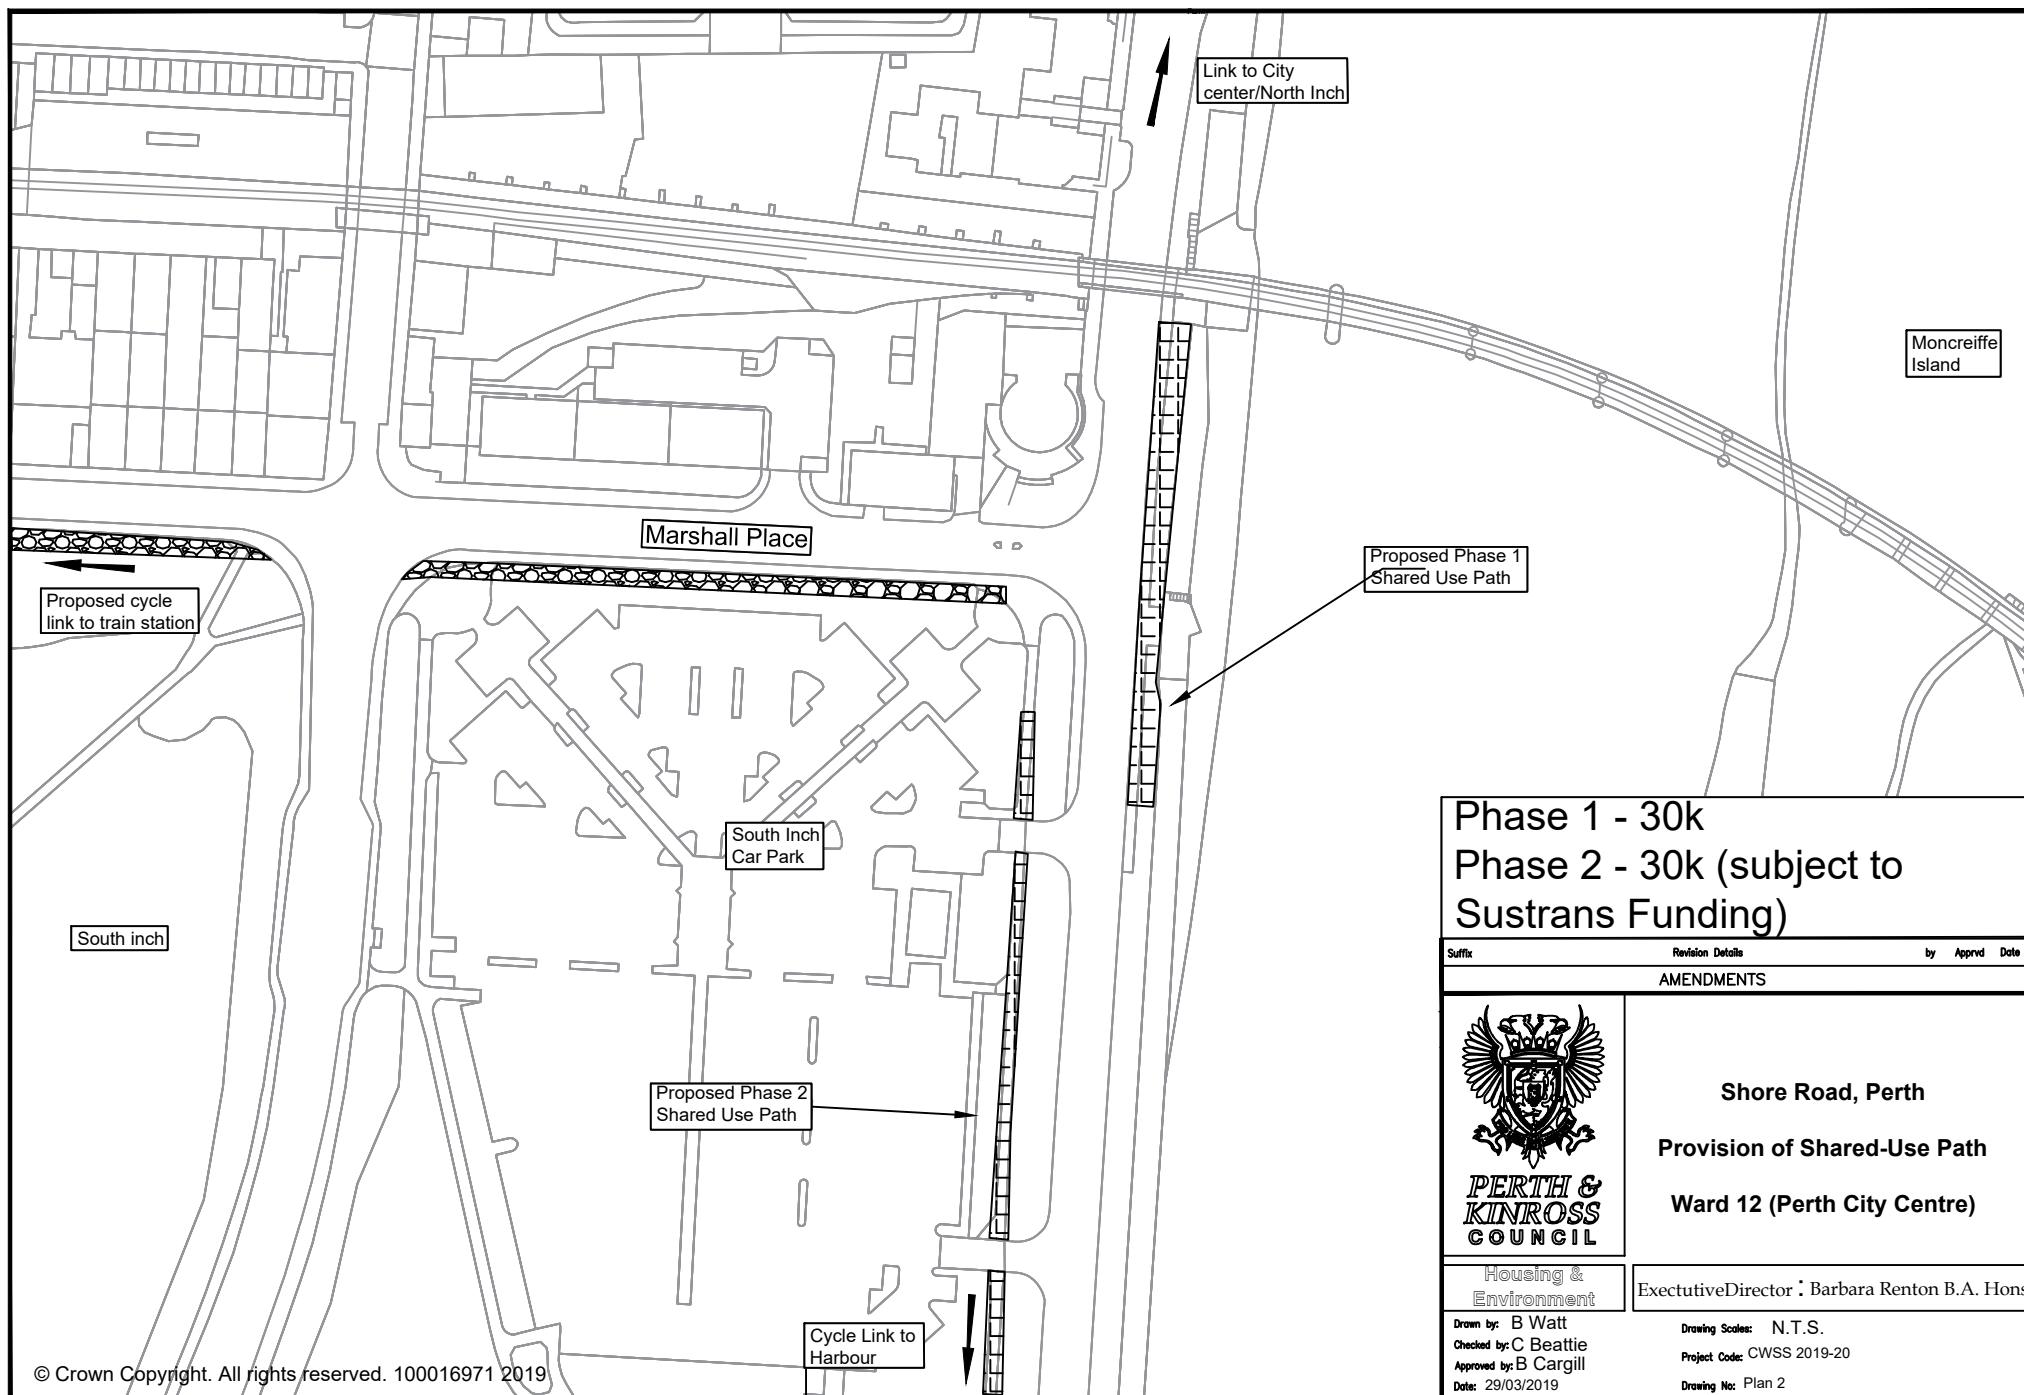 Link to City
center/North Inch
Moncreiffe
Island
Marshall Place
Proposed Phase 1
Shared Use Path
Proposed cycle
link to train station
South Inch
Car Park
South inch
Proposed Phase 2
Shared Use Path
Cycle Link to
Harbour
© Crown Copyright. All rights reserved. 100016971 2019
Phase 1 - 30k
Phase 2 - 30k (subject to
Sustrans Funding)
Suffix Revision Details by Apprvd Date
AMENDMENTS
PERTH &
KINROSS
COUNCIL
Shore Road, Perth
Provision of Shared-Use Path
Ward 12 (Perth City Centre)
Housing &
Environment
ExectutiveDirector : Barbara Renton B.A. Hons
Drawn by: B Watt
Checked by: C Beattie
Approved by: B Cargill
Date: 29/03/2019
Drawing Scales: N.T.S.
Project Code: CWSS 2019-20
Drawing No: Plan 2